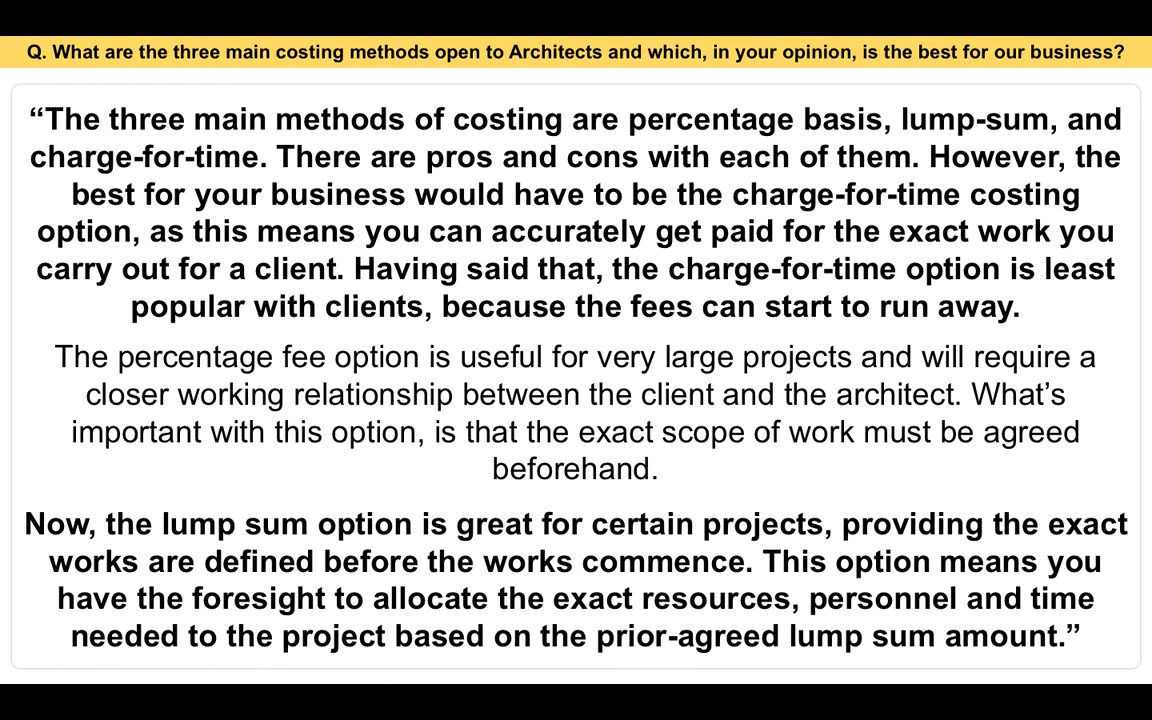 Q. What are the three main costing methods open to Architects and which, in your opinion, is the best for our business?
“The three main methods of costing are percentage basis, lump-sum, and
charge-for-time. There are pros and cons with each of them. However, the
best for your business would have to be the charge-for-time costing
option, as this means you can accurately get paid for the exact work you
carry out for a client. Having said that, the charge-for-time option is least
popular with clients, because the fees can start to run away.
The percentage fee option is useful for very large projects and will require a
closer working relationship between the client and the architect. What’s
important with this option, is that the exact scope of work must be agreed
beforehand.
Now, the lump sum option is great for certain projects, providing the exact
works are defined before the works commence. This option means you
have the foresight to allocate the exact resources, personnel and time
needed to the project based on the prior-agreed lump sum amount.”